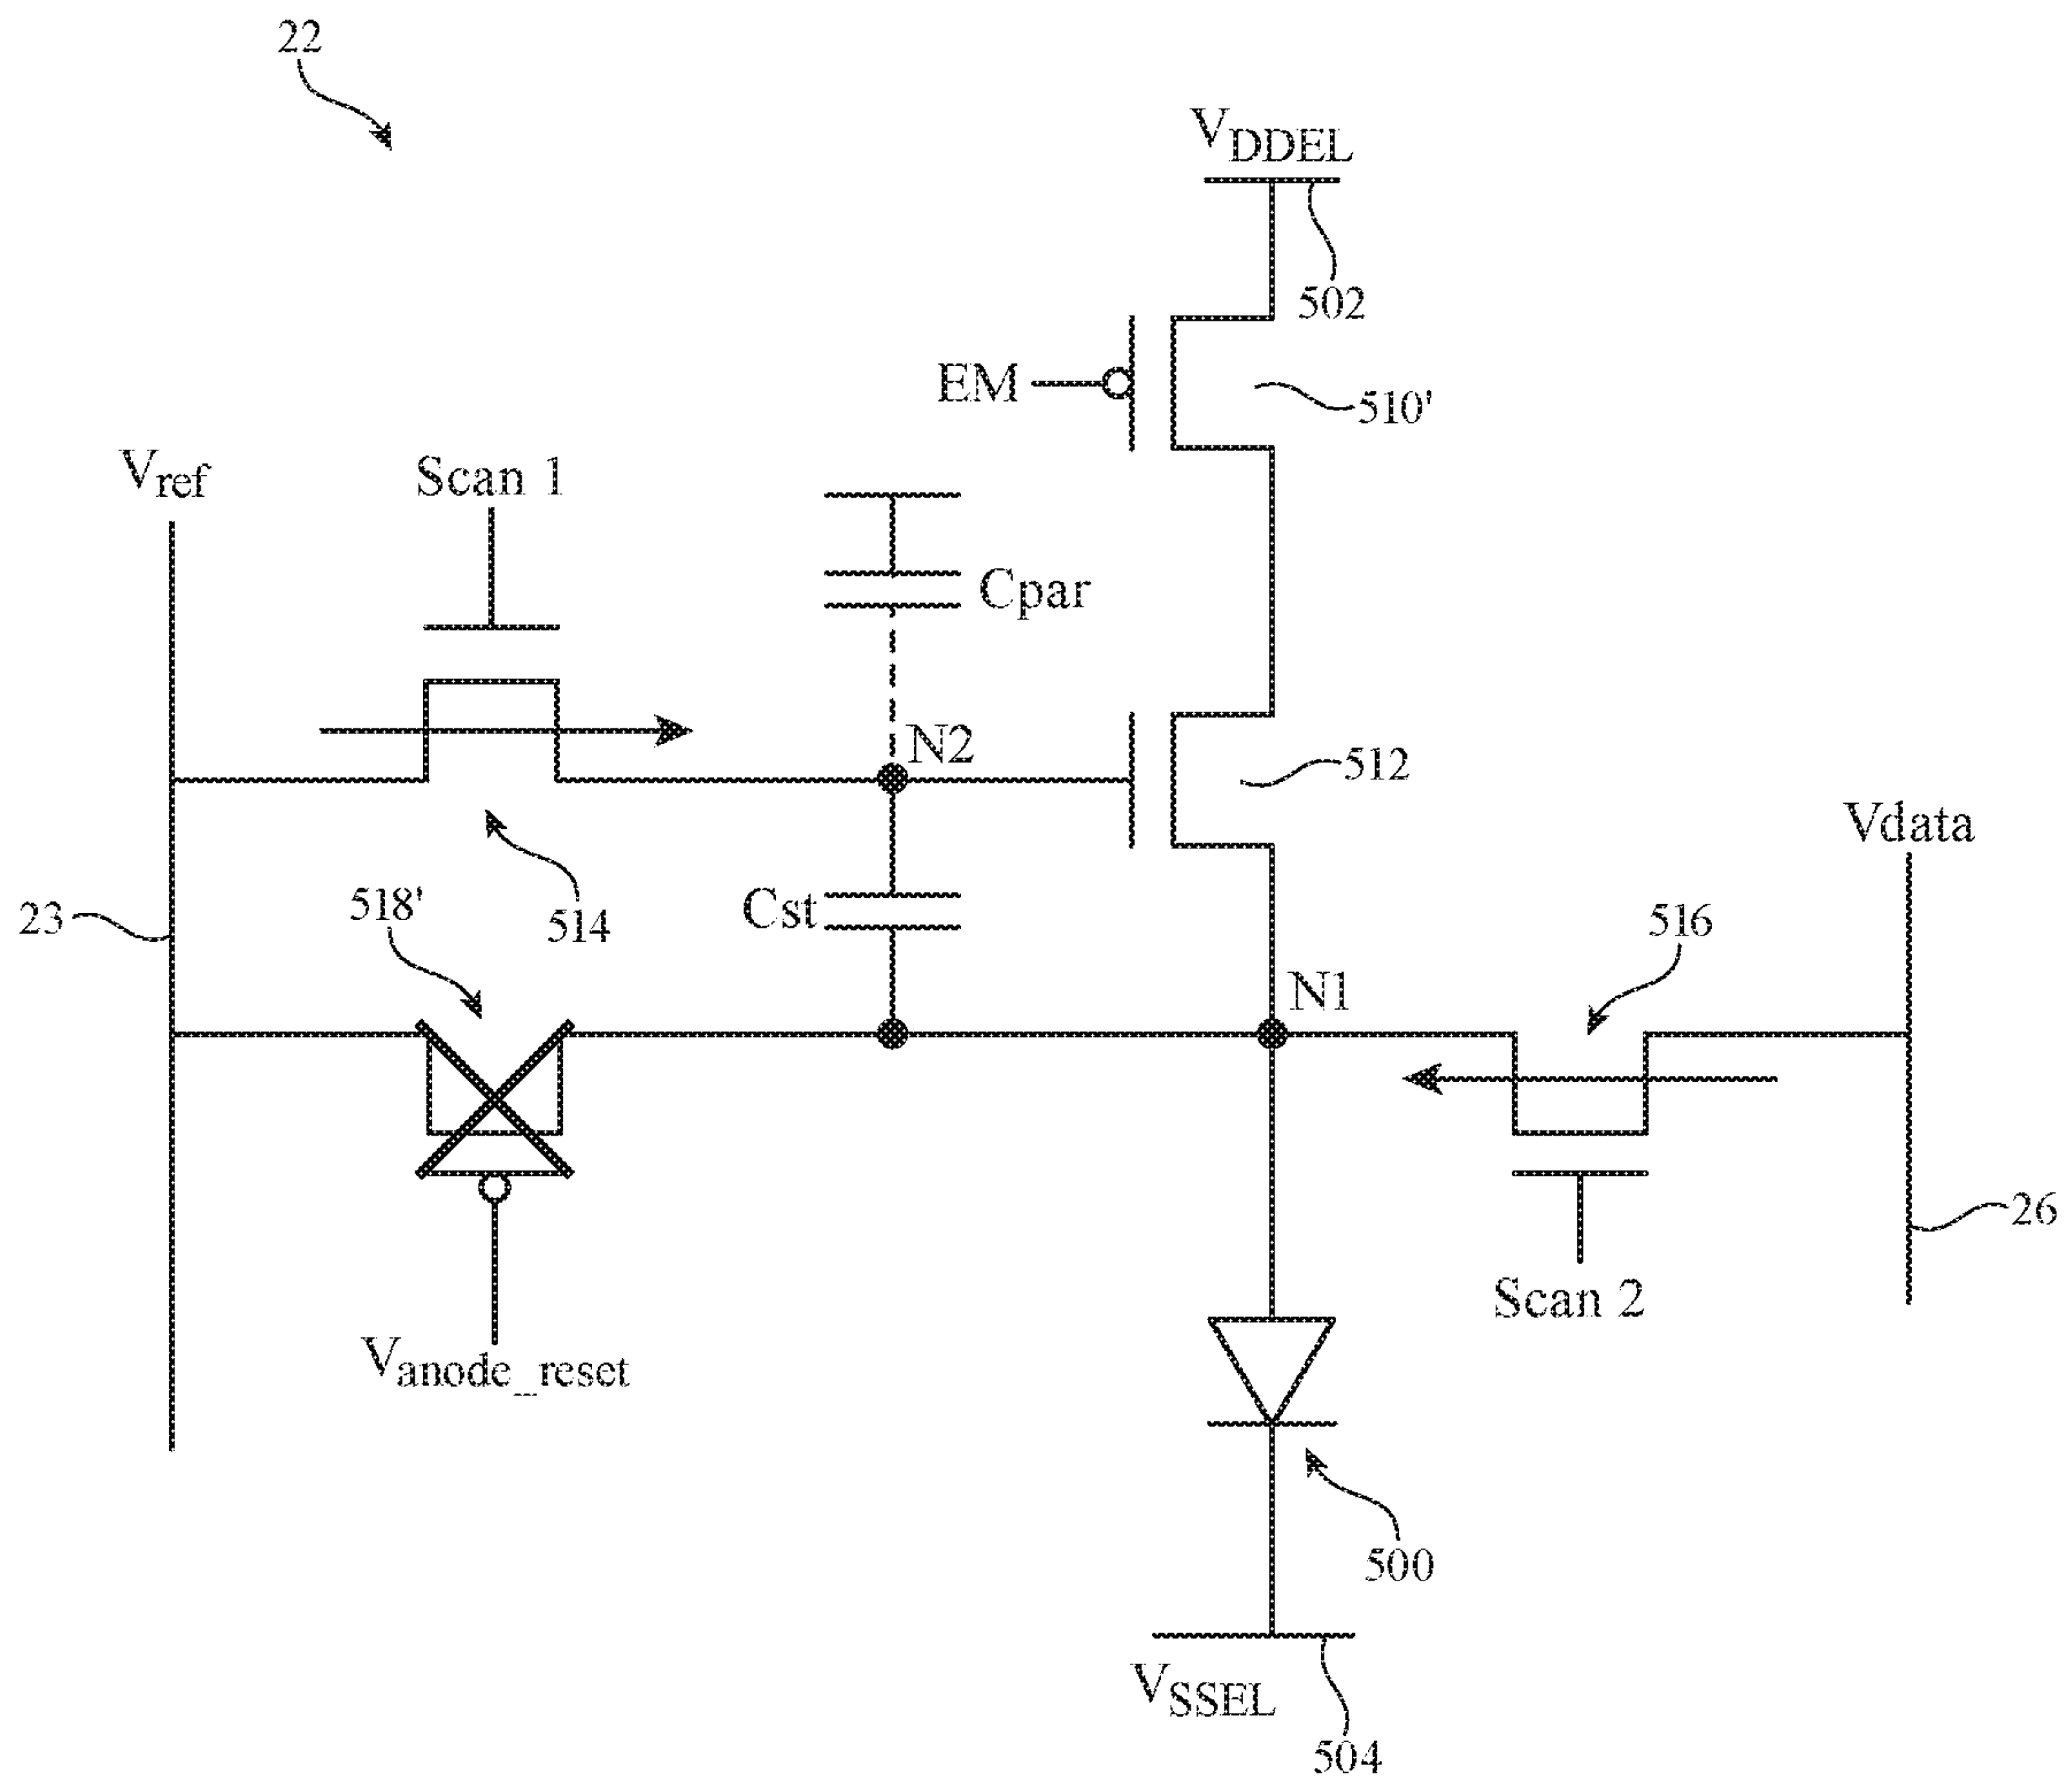 22
VDDEL
502
EM
510'
Vref
Scan 1
Cpar
N2
512
Vdata
518'
23
514
Cst
516
N1
26
Scan 2
Vanode_reset
500
VSSEL
504